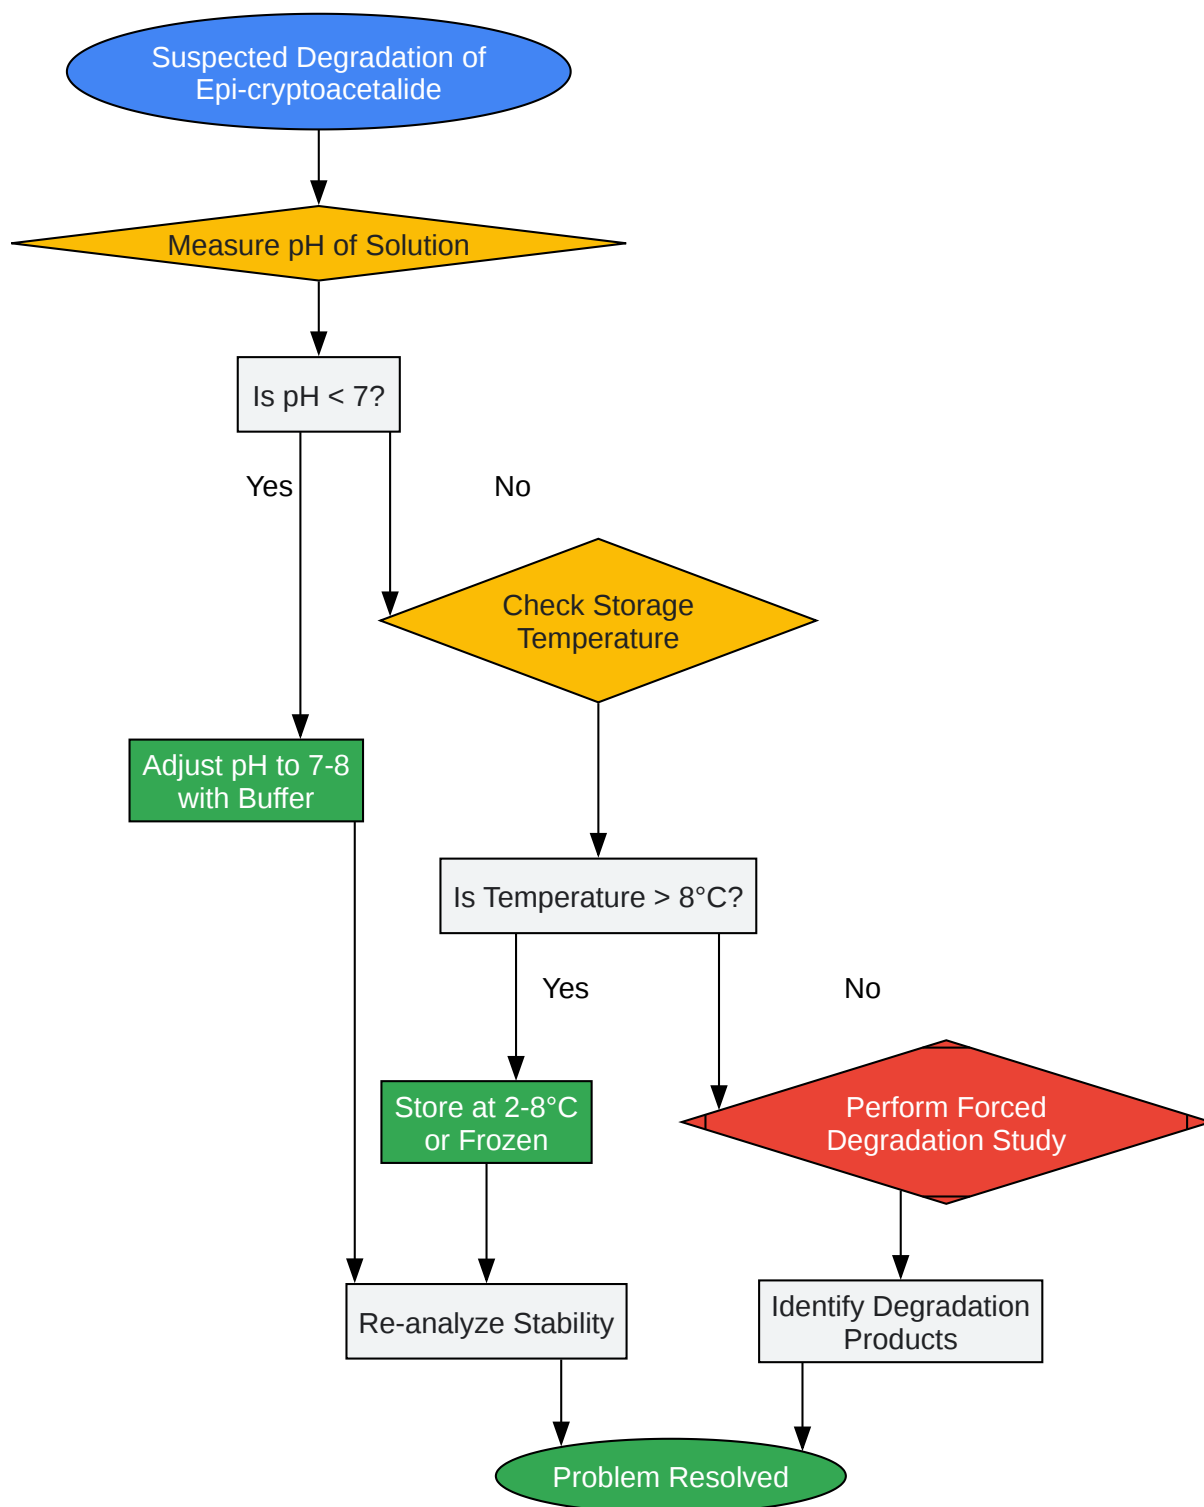 Suspected Degradation of
Epi-cryptoacetalide
Measure pH of Solution
Is pH < 7?
Yes
No
Check Storage
Temperature
Adjust pH to 7-8
with Buffer
Is Temperature > 8°C?
Yes
No
Store at 2-8°C
or Frozen
Perform Forced
Degradation Study
Re-analyze Stability
Identify Degradation
Products
Problem Resolved